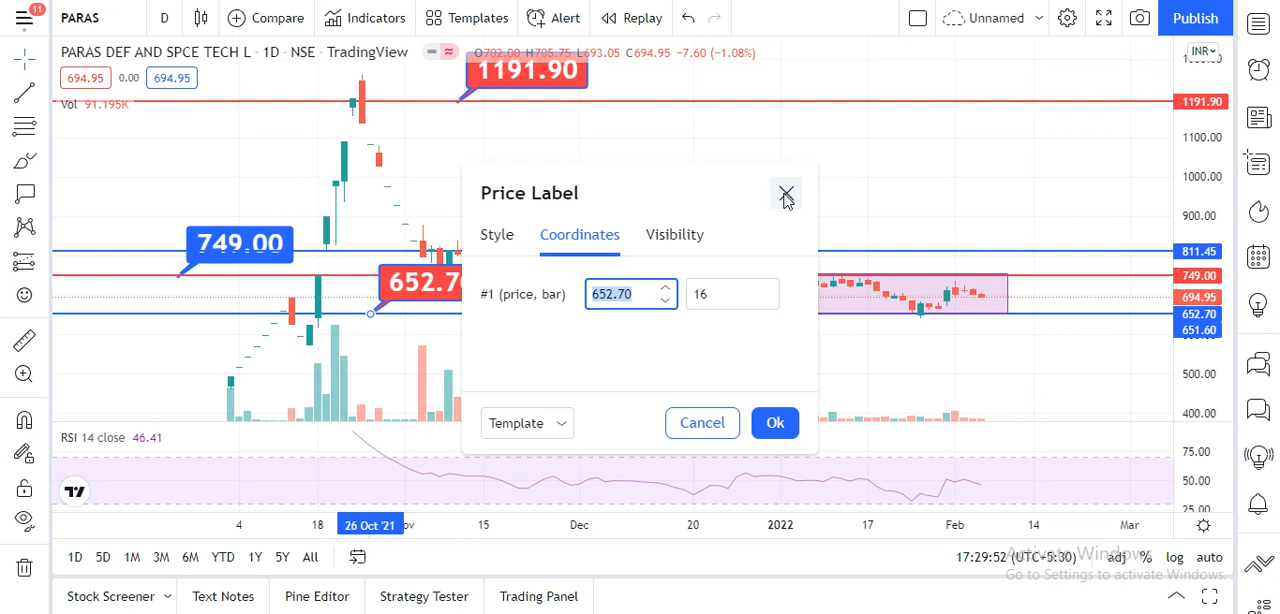 11
PARAS D Compare Indicators Templates Alert Replay Unnamed Publish
PARAS DEF AND SPCE TECH L · 1D · NSE · TradingView O702.00 H705.75 L693.05 C694.95 −7.60 (−1.08%)
INR
694.95 0.00 694.95
Vol 91.195K
1191.90
1191.90
1100.00
1000.00
900.00
749.00
811.45
652.7
749.00
694.95
652.70
651.60
500.00
400.00
Price Label
Style Coordinates Visibility
#1 (price, bar) 652.70 16
Template Cancel Ok
RSI 14 close 46.41
75.00
50.00
25.00
4 18 26 Oct '21 ov 15 Dec 20 2022 17 Feb 14 Mar
1D 5D 1M 3M 6M YTD 1Y 5Y All 17:29:52 (UTC+5:30) adj % log auto
Activate Windows
Go to Settings to activate Windows.
Stock Screener Text Notes Pine Editor Strategy Tester Trading Panel